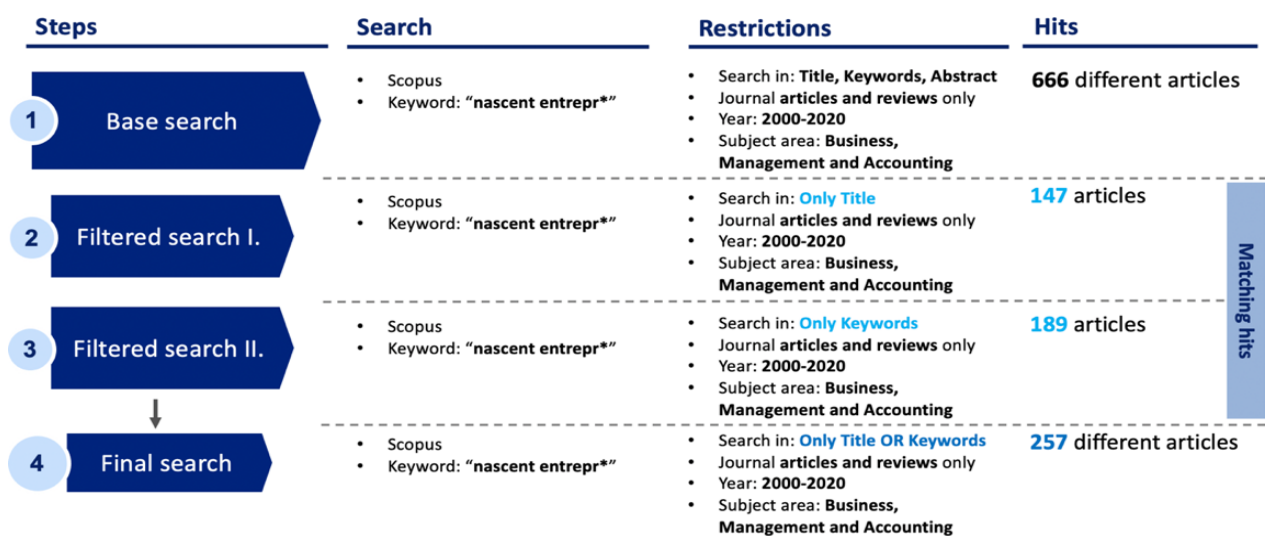 Steps
Search
Restrictions
Hits
1
Base search
• Scopus
• Keyword: “nascent entrepr*”
• Search in: Title, Keywords, Abstract
• Journal articles and reviews only
• Year: 2000-2020
• Subject area: Business,
Management and Accounting
666 different articles
2
Filtered search I.
• Scopus
• Keyword: “nascent entrepr*”
• Search in: Only Title
• Journal articles and reviews only
• Year: 2000-2020
• Subject area: Business,
Management and Accounting
147 articles
3
Filtered search II.
• Scopus
• Keyword: “nascent entrepr*”
• Search in: Only Keywords
• Journal articles and reviews only
• Year: 2000-2020
• Subject area: Business,
Management and Accounting
189 articles
Matching hits
4
Final search
• Scopus
• Keyword: “nascent entrepr*”
• Search in: Only Title OR Keywords
• Journal articles and reviews only
• Year: 2000-2020
• Subject area: Business,
Management and Accounting
257 different articles